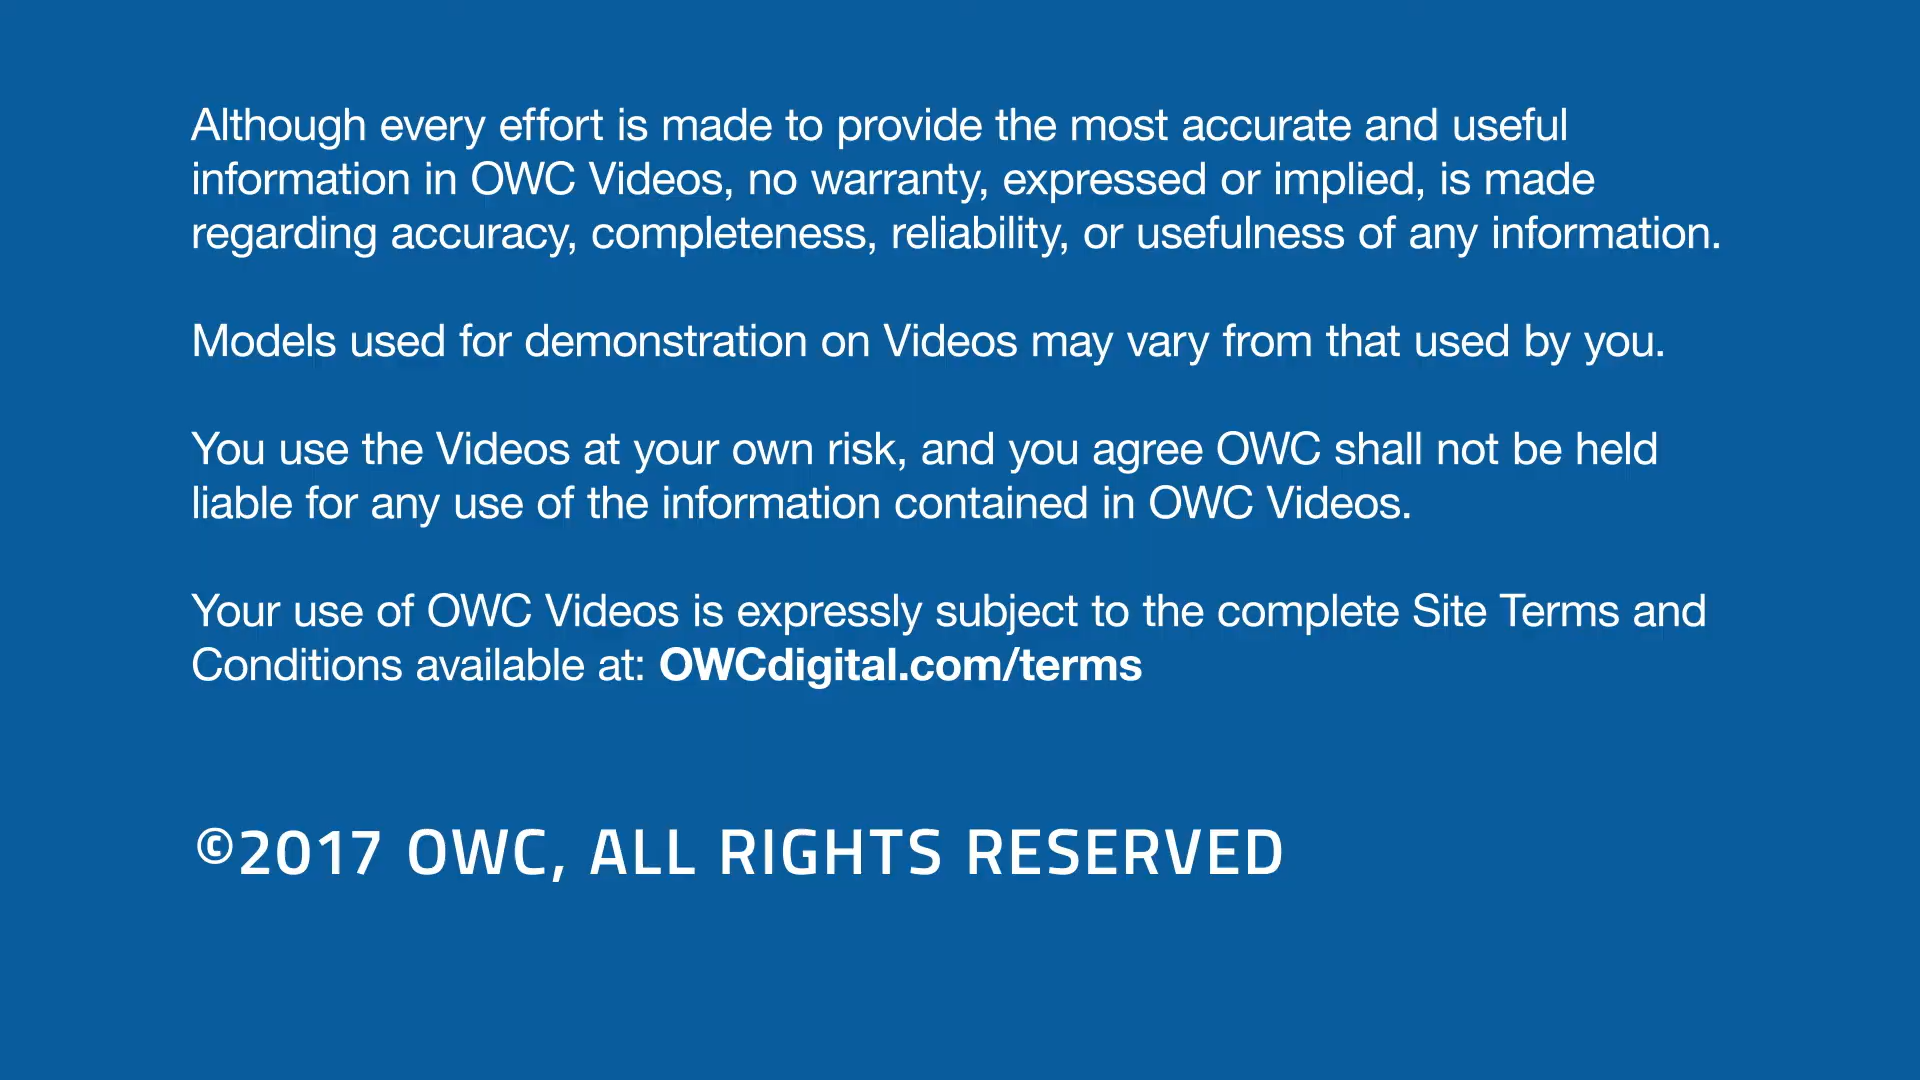 Although every effort is made to provide the most accurate and useful
information in OWC Videos, no warranty, expressed or implied, is made
regarding accuracy, completeness, reliability, or usefulness of any information.
Models used for demonstration on Videos may vary from that used by you.
You use the Videos at your own risk, and you agree OWC shall not be held
liable for any use of the information contained in OWC Videos.
Your use of OWC Videos is expressly subject to the complete Site Terms and
Conditions available at: OWCdigital.com/terms
©2017 OWC, ALL RIGHTS RESERVED